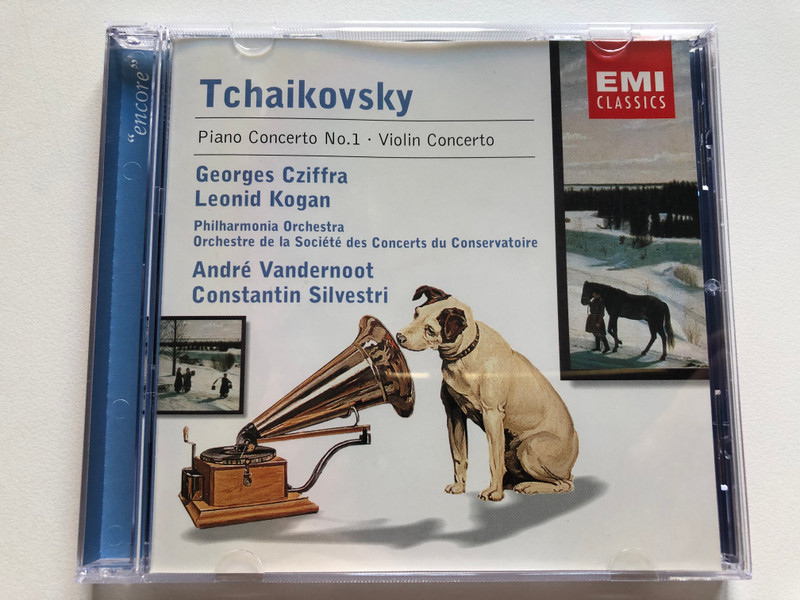 "encore"
Tchaikovsky
EMI
CLASSICS
Piano Concerto No.1 · Violin Concerto
Georges Cziffra
Leonid Kogan
Philharmonia Orchestra
Orchestre de la Société des Concerts du Conservatoire
André Vandernoot
Constantin Silvestri